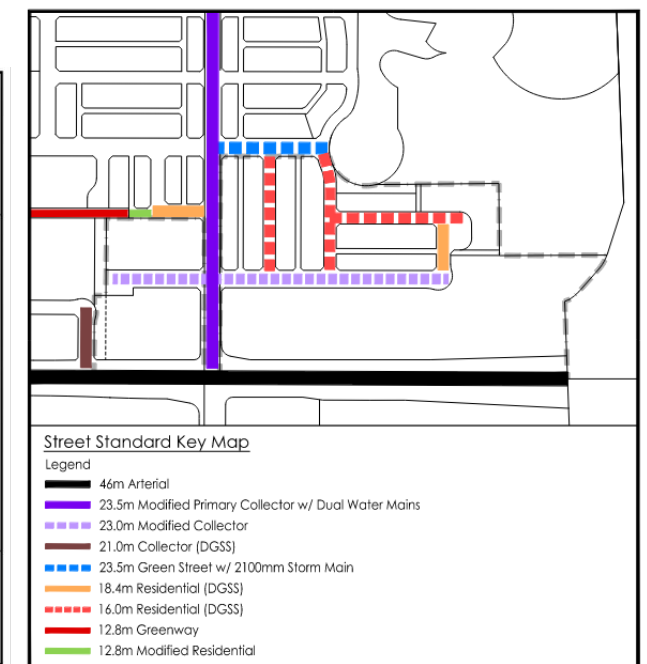 Street Standard Key Map
Legend
46m Arterial
23.5m Modified Primary Collector w/ Dual Water Mains
23.0m Modified Collector
21.0m Collector (DGSS)
23.5m Green Street w/ 2100mm Storm Main
18.4m Residential (DGSS)
16.0m Residential (DGSS)
12.8m Greenway
12.8m Modified Residential